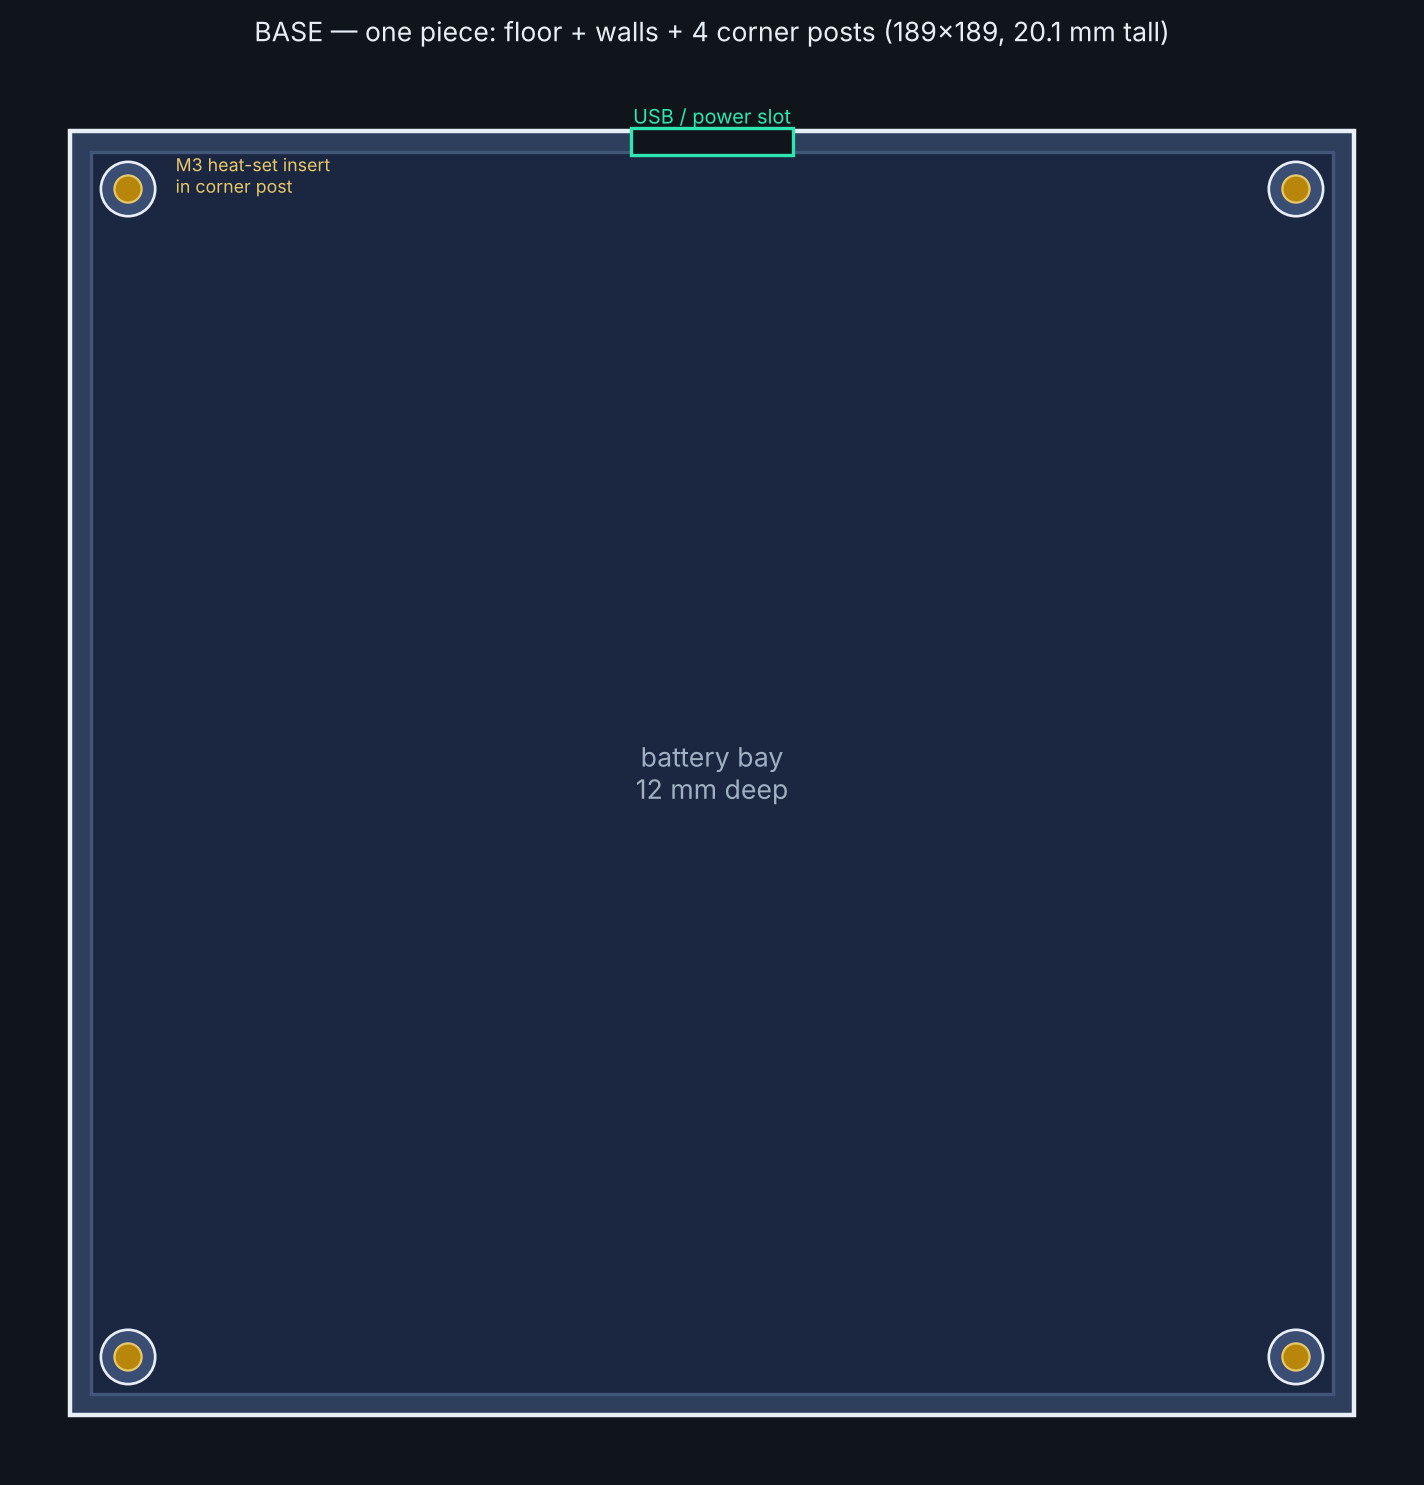 BASE — one piece: floor + walls + 4 corner posts (189×189, 20.1 mm tall)
USB / power slot
M3 heat-set insert
in corner post
battery bay
12 mm deep